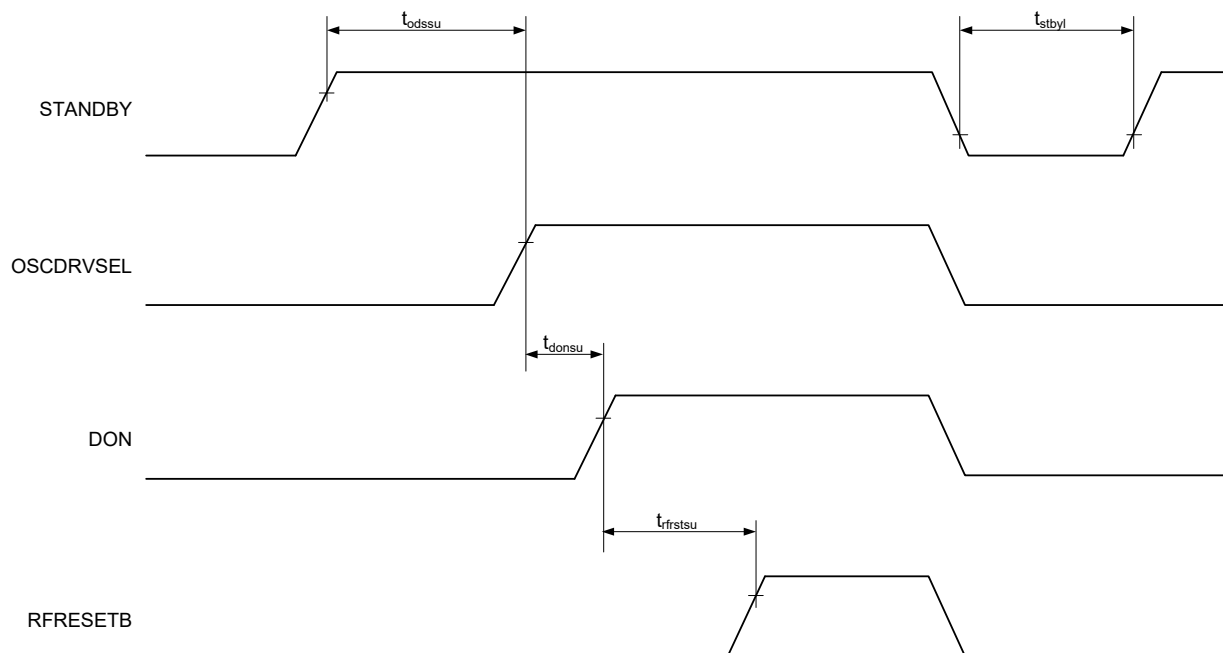 t_odssu
t_stbyl
STANDBY
OSCDRVSEL
t_donsu
DON
t_rfrstsu
RFRESETB